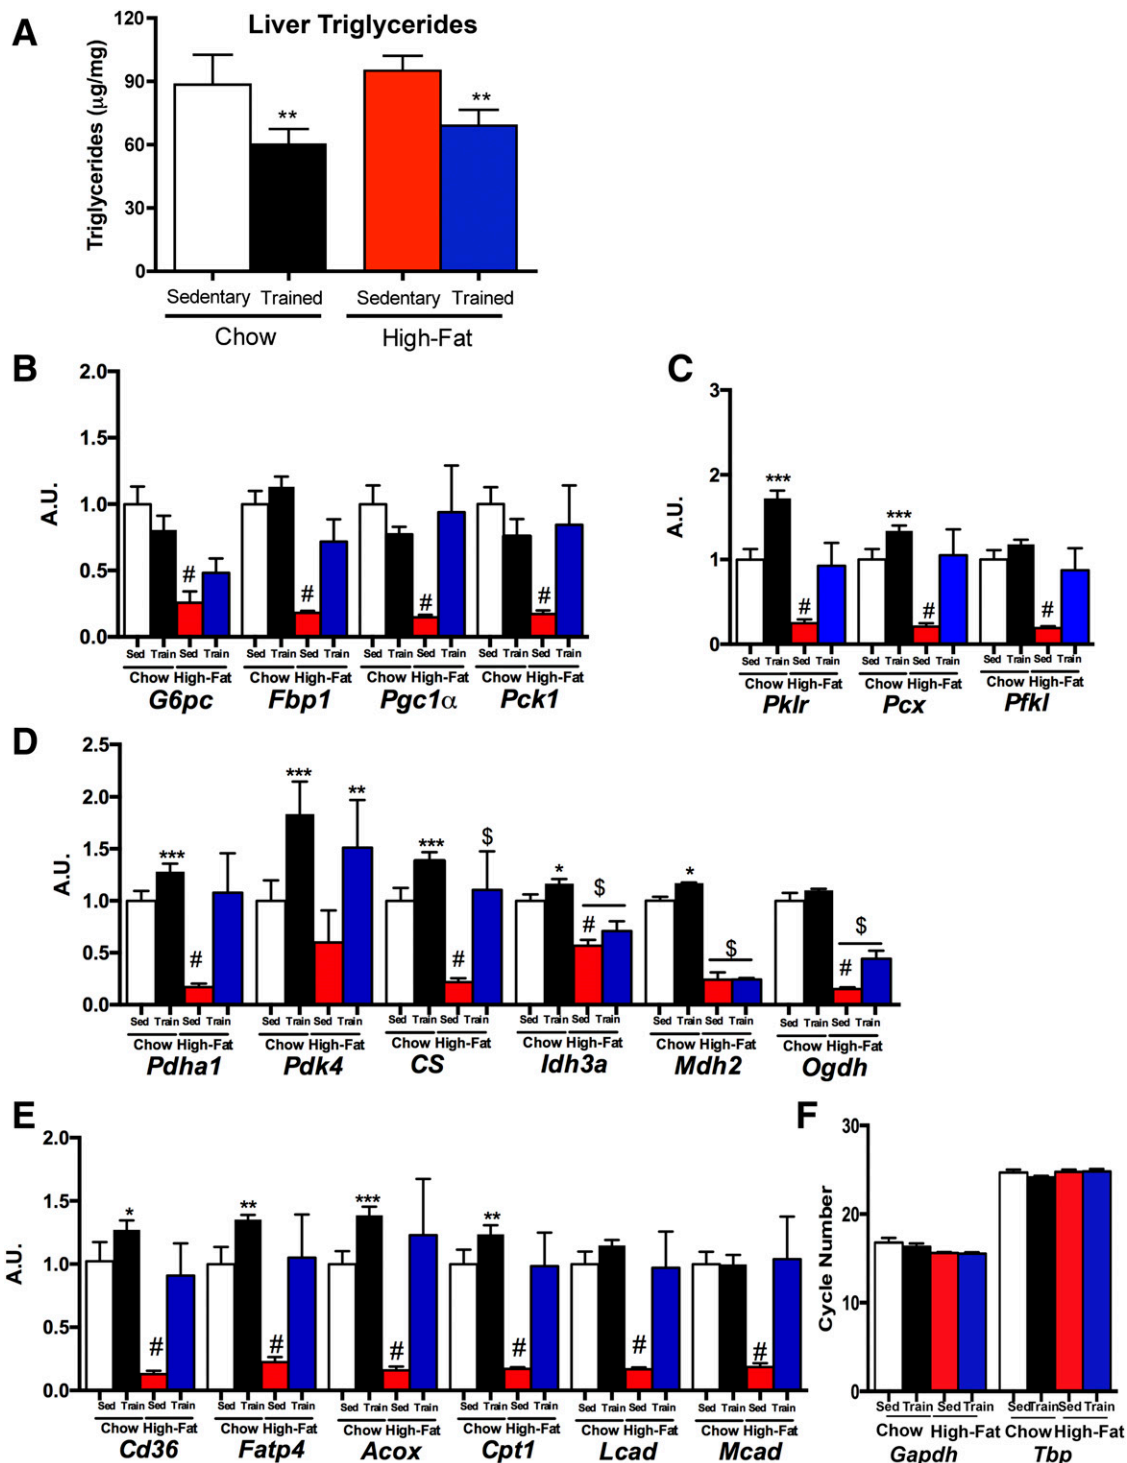 A
Liver Triglycerides
Triglycerides (µg/mg)
120
90
60
30
0
**
**
Sedentary Trained Sedentary Trained
Chow High-Fat
B
A.U.
2.0
1.5
1.0
0.5
0.0
# # # #
Sed Train Sed Train Sed Train Sed Train Sed Train Sed Train Sed Train Sed Train
Chow High-Fat Chow High-Fat Chow High-Fat Chow High-Fat
G6pc Fbp1 Pgc1α Pck1
C
A.U.
3
2
1
0
*** ***
# # #
Sed Train Sed Train Sed Train Sed Train Sed Train Sed Train
Chow High-Fat Chow High-Fat Chow High-Fat
Pklr Pcx Pfkl
D
A.U.
2.5
2.0
1.5
1.0
0.5
0.0
*** *** ** *** $ * $ * $ $
# # # #
Sed Train Sed Train Sed Train Sed Train Sed Train Sed Train Sed Train Sed Train Sed Train Sed Train Sed Train Sed Train
Chow High-Fat Chow High-Fat Chow High-Fat Chow High-Fat Chow High-Fat Chow High-Fat
Pdha1 Pdk4 CS Idh3a Mdh2 Ogdh
E
A.U.
2.0
1.5
1.0
0.5
0.0
* ** *** **
# # # # # #
Sed Train Sed Train Sed Train Sed Train Sed Train Sed Train Sed Train Sed Train Sed Train Sed Train Sed Train Sed Train
Chow High-Fat Chow High-Fat Chow High-Fat Chow High-Fat Chow High-Fat Chow High-Fat
Cd36 Fatp4 Acox Cpt1 Lcad Mcad
F
Cycle Number
30
20
10
0
Sed Train Sed Train Sed Train Sed Train
Chow High-Fat Chow High-Fat
Gapdh Tbp